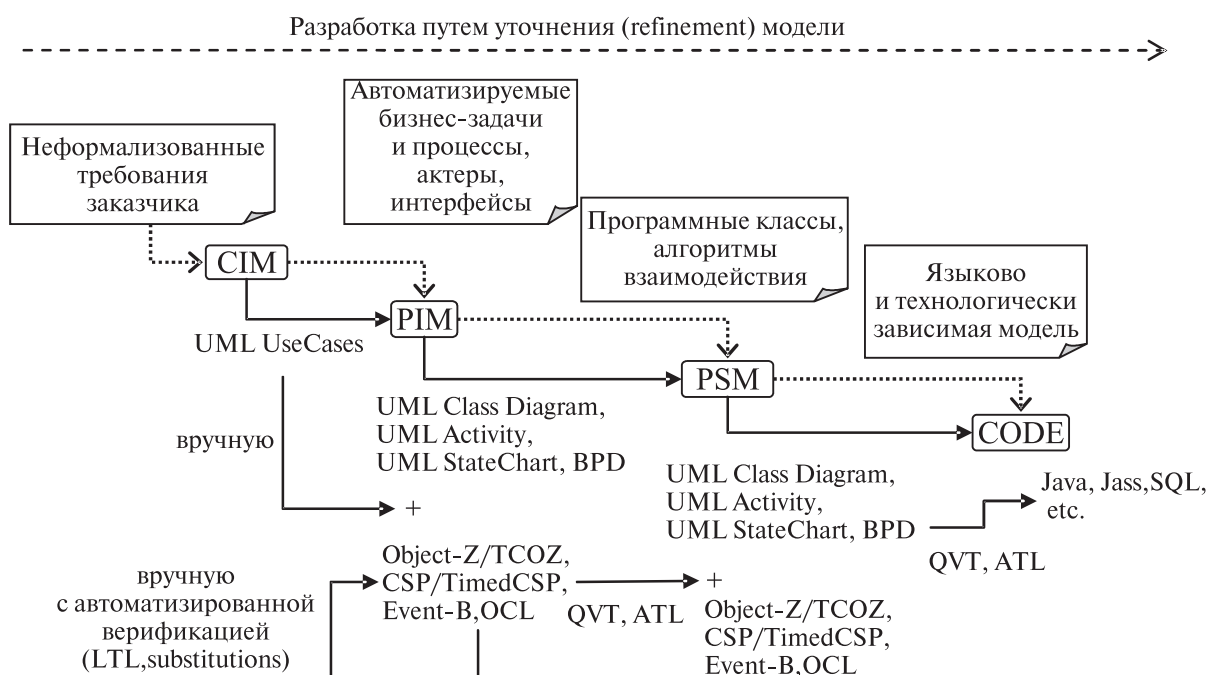 Разработка путем уточнения (refinement) модели
Неформализованные
требования
заказчика
Автоматизируемые
бизнес-задачи
и процессы,
актеры,
интерфейсы
Программные классы,
алгоритмы
взаимодействия
Языково
и технологически
зависимая модель
CIM
UML UseCases
PIM
вручную
UML Class Diagram,
UML Activity,
UML StateChart, BPD
PSM
UML Class Diagram,
UML Activity,
UML StateChart, BPD
CODE
Java, Jass,SQL,
etc.
QVT, ATL
+
Object-Z/TCOZ,
CSP/TimedCSP,
Event-B,OCL
QVT, ATL
+
Object-Z/TCOZ,
CSP/TimedCSP,
Event-B,OCL
вручную
с автоматизированной
верификацией
(LTL,substitutions)